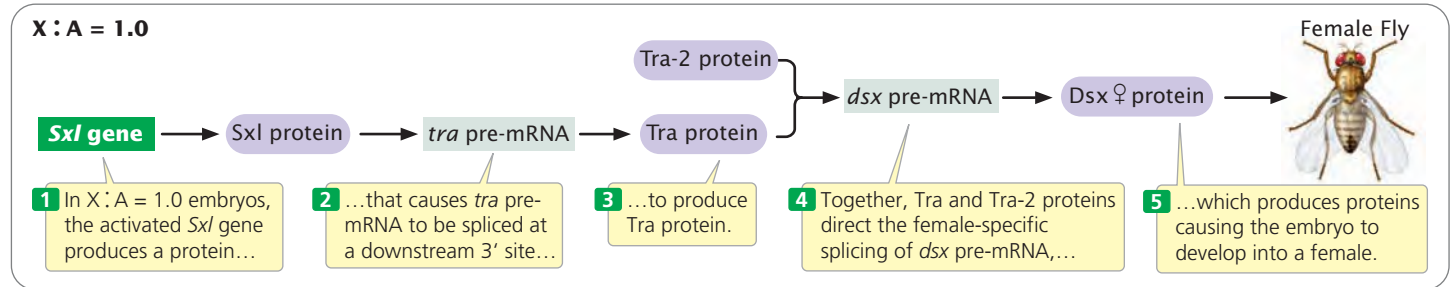 X : A = 1.0
Female Fly
Tra-2 protein
dsx pre-mRNA
Dsx ♀ protein
Sxl gene
Sxl protein
tra pre-mRNA
Tra protein
1 In X : A = 1.0 embryos,
the activated Sxl gene
produces a protein…
2 …that causes tra pre-
mRNA to be spliced at
a downstream 3′ site…
3 …to produce
Tra protein.
4 Together, Tra and Tra-2 proteins
direct the female-specific
splicing of dsx pre-mRNA,…
5 …which produces proteins
causing the embryo to
develop into a female.